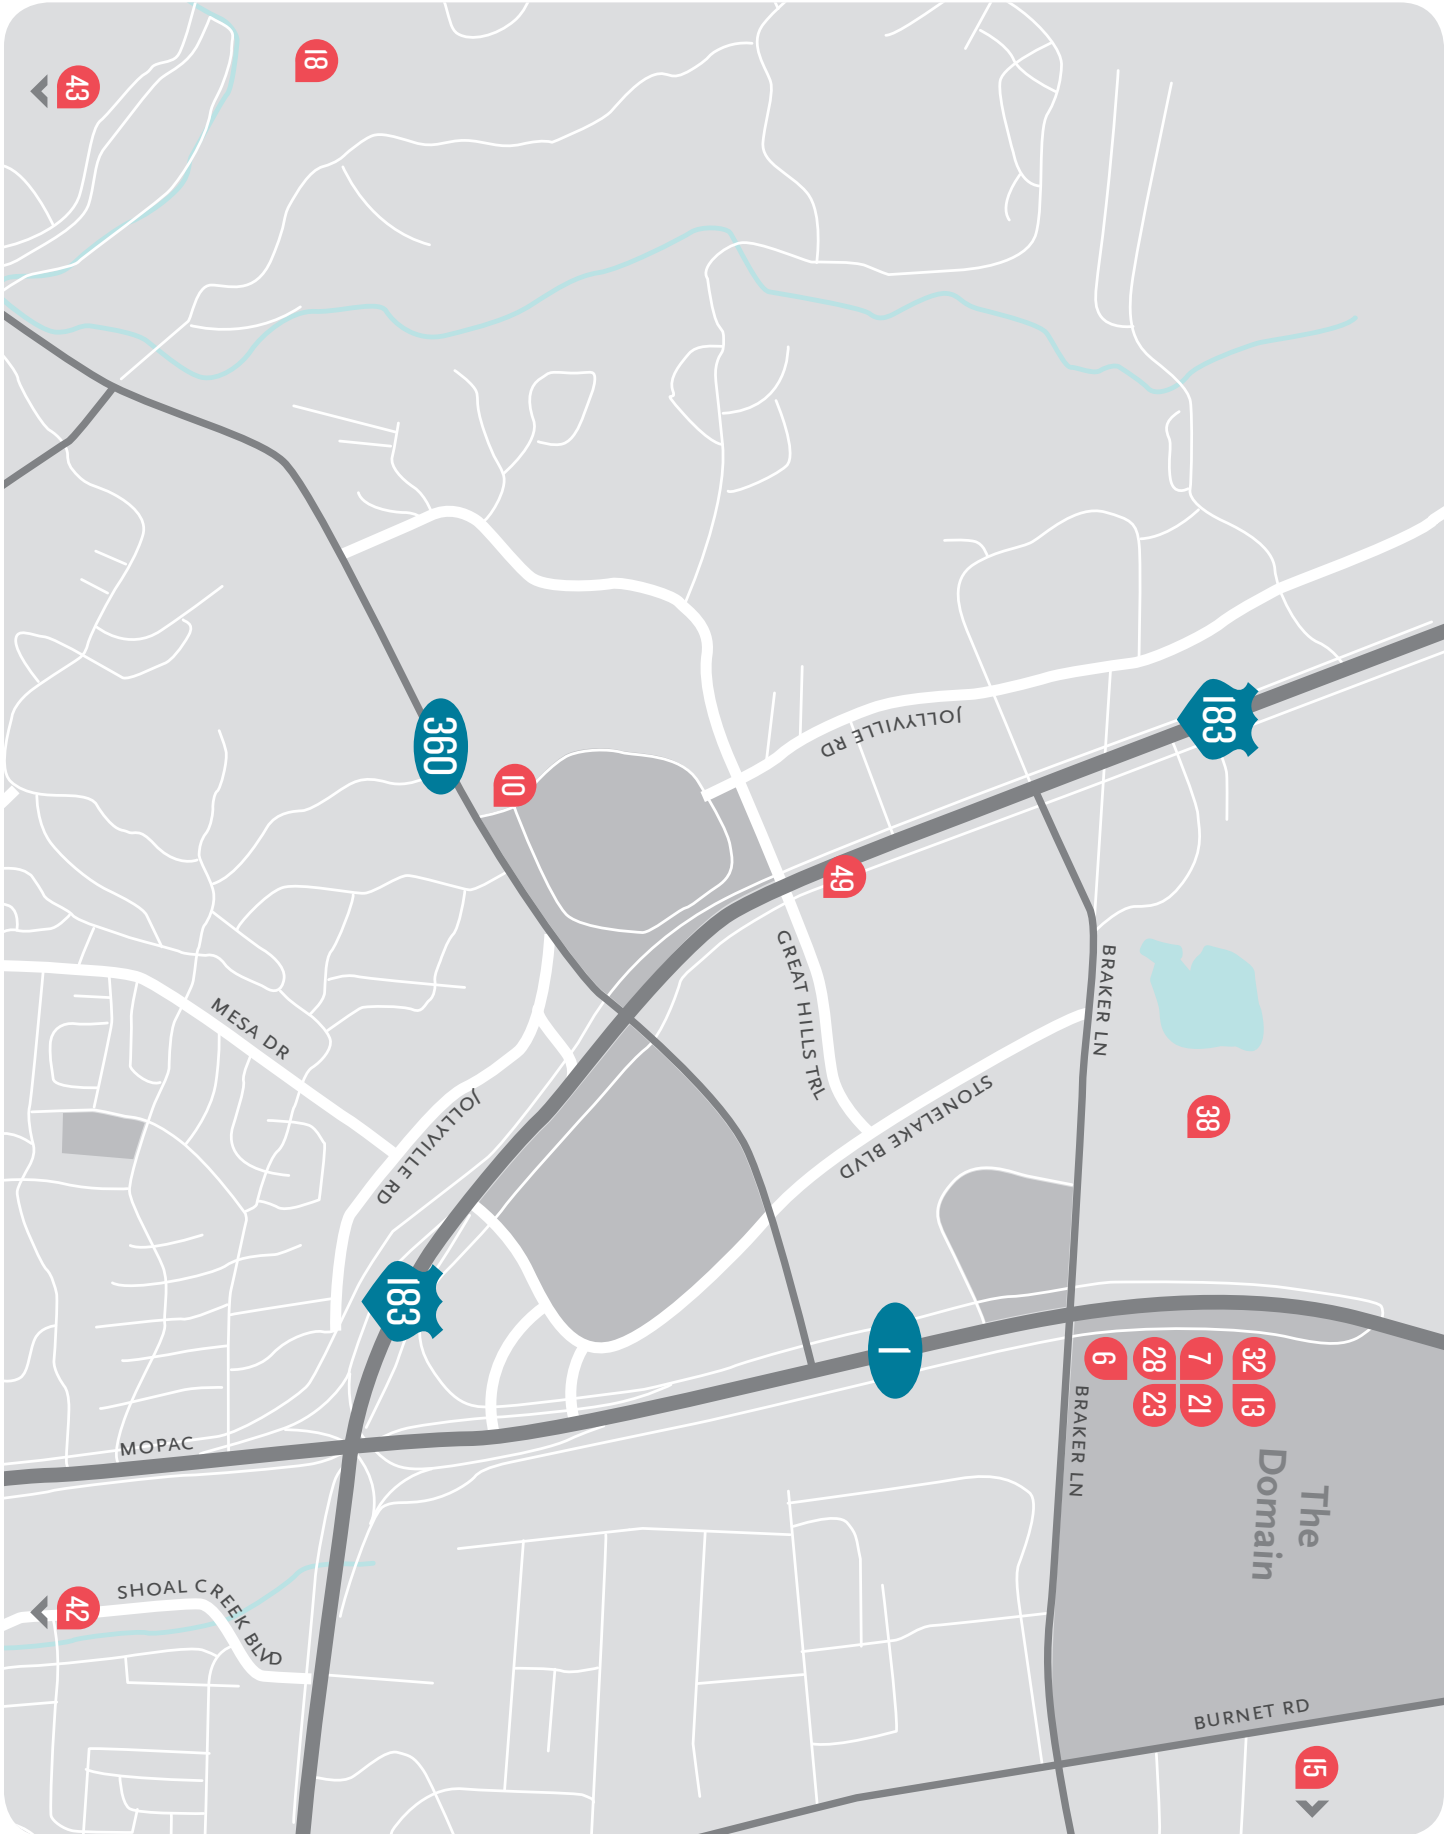 43
18
360
10
JOLLYVILLE RD
183
49
GREAT HILLS TRL
BRAKER LN
MESA DR
JOLLYVILLE RD
STONELAKE BLVD
38
183
1
6
28
7
32
23
21
13
BRAKER LN
The
Domain
MOPAC
SHOAL CREEK BLVD
42
BURNET RD
15